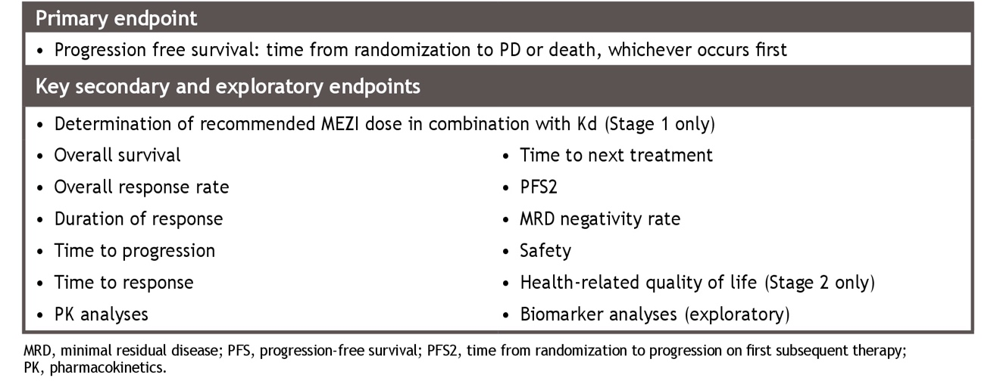 Primary endpoint
• Progression free survival: time from randomization to PD or death, whichever occurs first
Key secondary and exploratory endpoints
• Determination of recommended MEZI dose in combination with Kd (Stage 1 only)
• Overall survival
• Overall response rate
• Duration of response
• Time to progression
• Time to response
• PK analyses
• Time to next treatment
• PFS2
• MRD negativity rate
• Safety
• Health-related quality of life (Stage 2 only)
• Biomarker analyses (exploratory)
MRD, minimal residual disease; PFS, progression-free survival; PFS2, time from randomization to progression on first subsequent therapy;
PK, pharmacokinetics.